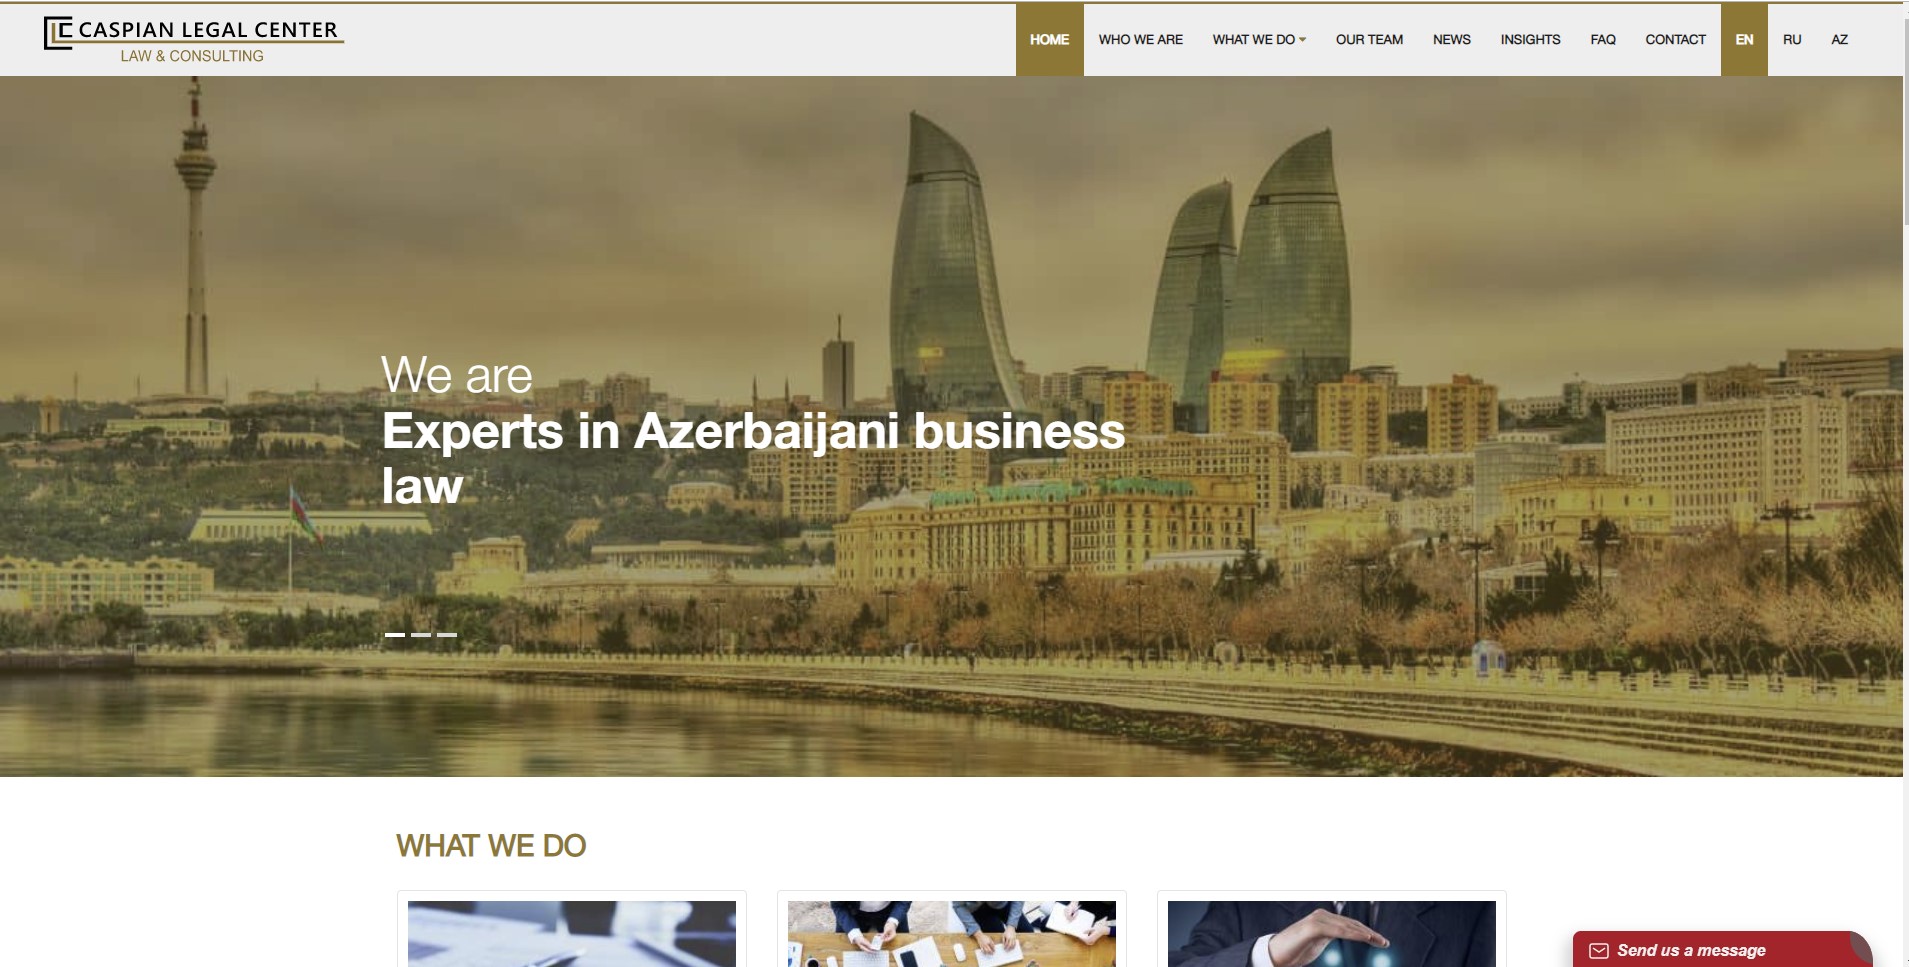 CASPIAN LEGAL CENTER
LAW & CONSULTING
HOME WHO WE ARE WHAT WE DO OUR TEAM NEWS INSIGHTS FAQ CONTACT EN RU AZ
We are
Experts in Azerbaijani business
law
WHAT WE DO
Send us a message